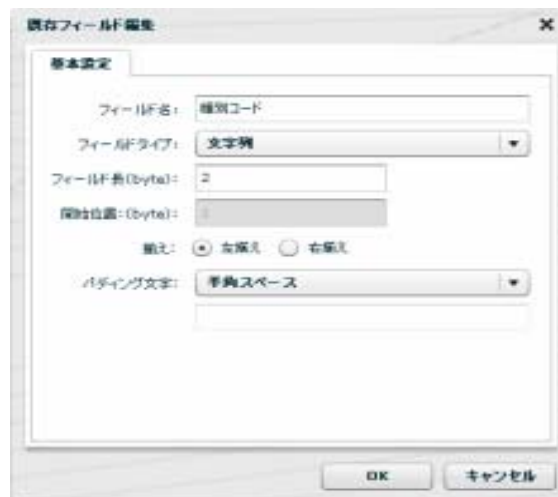 既存フィールド編集
基本設定
フィールド名: 種別コード
フィールドタイプ: 文字列
フィールド長(byte): 2
開始位置:(byte):
揃え: 左揃え 右揃え
パディング文字: 半角スペース
OK キャンセル